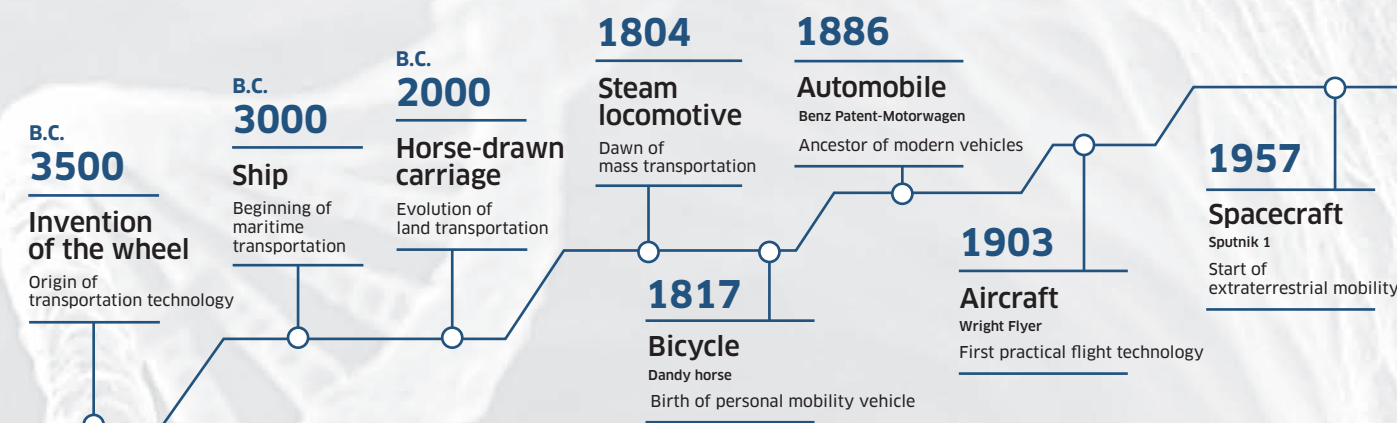 B.C.
3500
Invention
of the wheel
Origin of
transportation technology
B.C.
3000
Ship
Beginning of
maritime
transportation
B.C.
2000
Horse-drawn
carriage
Evolution of
land transportation
1804
Steam
locomotive
Dawn of
mass transportation
1817
Bicycle
Dandy horse
Birth of personal mobility vehicle
1886
Automobile
Benz Patent-Motorwagen
Ancestor of modern vehicles
1903
Aircraft
Wright Flyer
First practical flight technology
1957
Spacecraft
Sputnik 1
Start of
extraterrestrial mobility